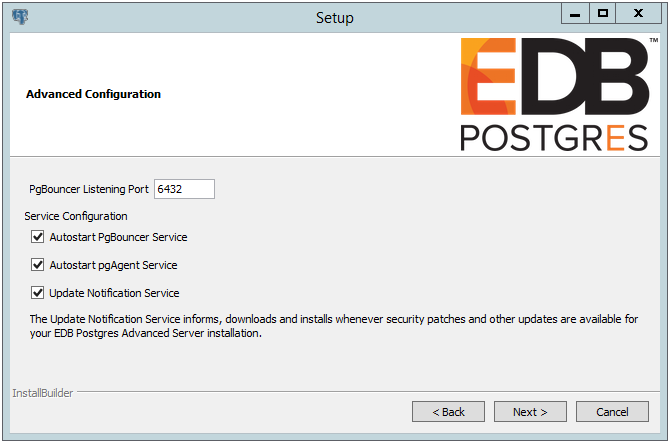 Setup
EDB™
POSTGRES
Advanced Configuration
PgBouncer Listening Port 6432
Service Configuration
Autostart PgBouncer Service
Autostart pgAgent Service
Update Notification Service
The Update Notification Service informs, downloads and installs whenever security patches and other updates are available for
your EDB Postgres Advanced Server installation.
InstallBuilder
< Back Next > Cancel